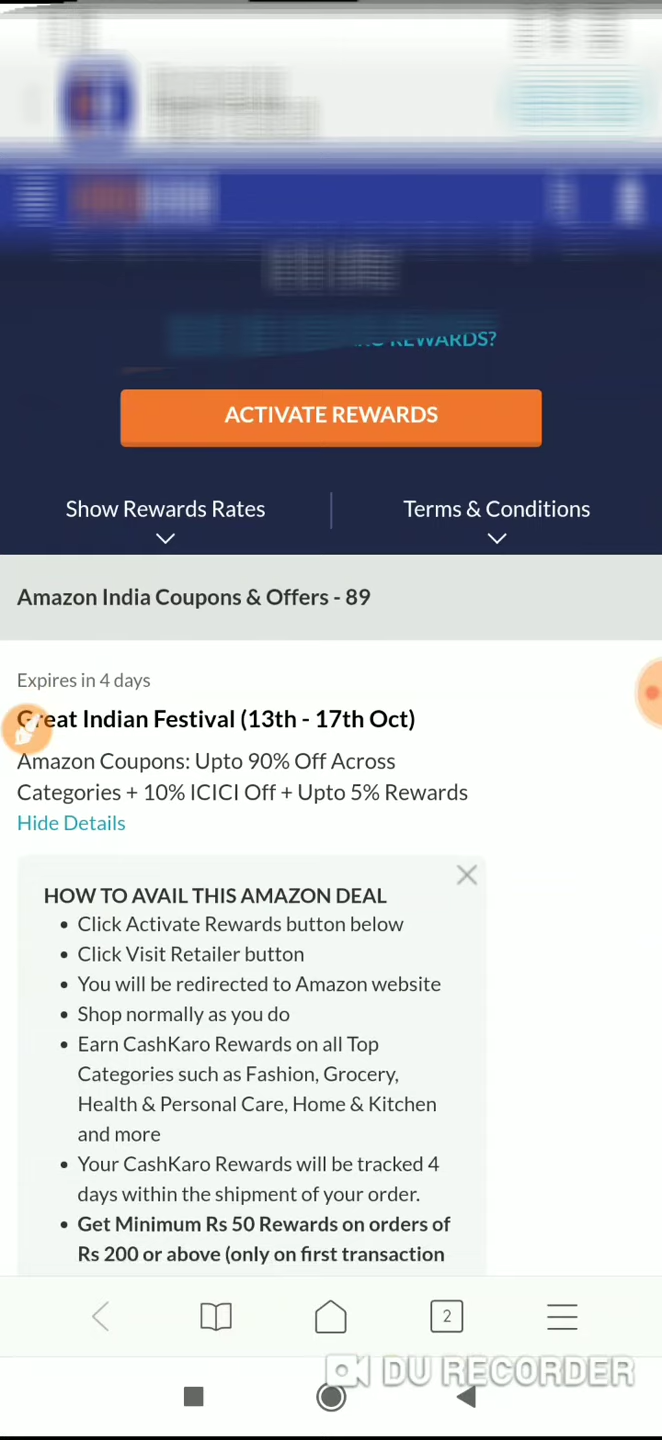 REWARDS?
ACTIVATE REWARDS
Show Rewards Rates
Terms & Conditions
Amazon India Coupons & Offers - 89
Expires in 4 days
Great Indian Festival (13th - 17th Oct)
Amazon Coupons: Upto 90% Off Across
Categories + 10% ICICI Off + Upto 5% Rewards
Hide Details
HOW TO AVAIL THIS AMAZON DEAL
• Click Activate Rewards button below
• Click Visit Retailer button
• You will be redirected to Amazon website
• Shop normally as you do
• Earn CashKaro Rewards on all Top
Categories such as Fashion, Grocery,
Health & Personal Care, Home & Kitchen
and more
• Your CashKaro Rewards will be tracked 4
days within the shipment of your order.
• Get Minimum Rs 50 Rewards on orders of
Rs 200 or above (only on first transaction
2
DU RECORDER